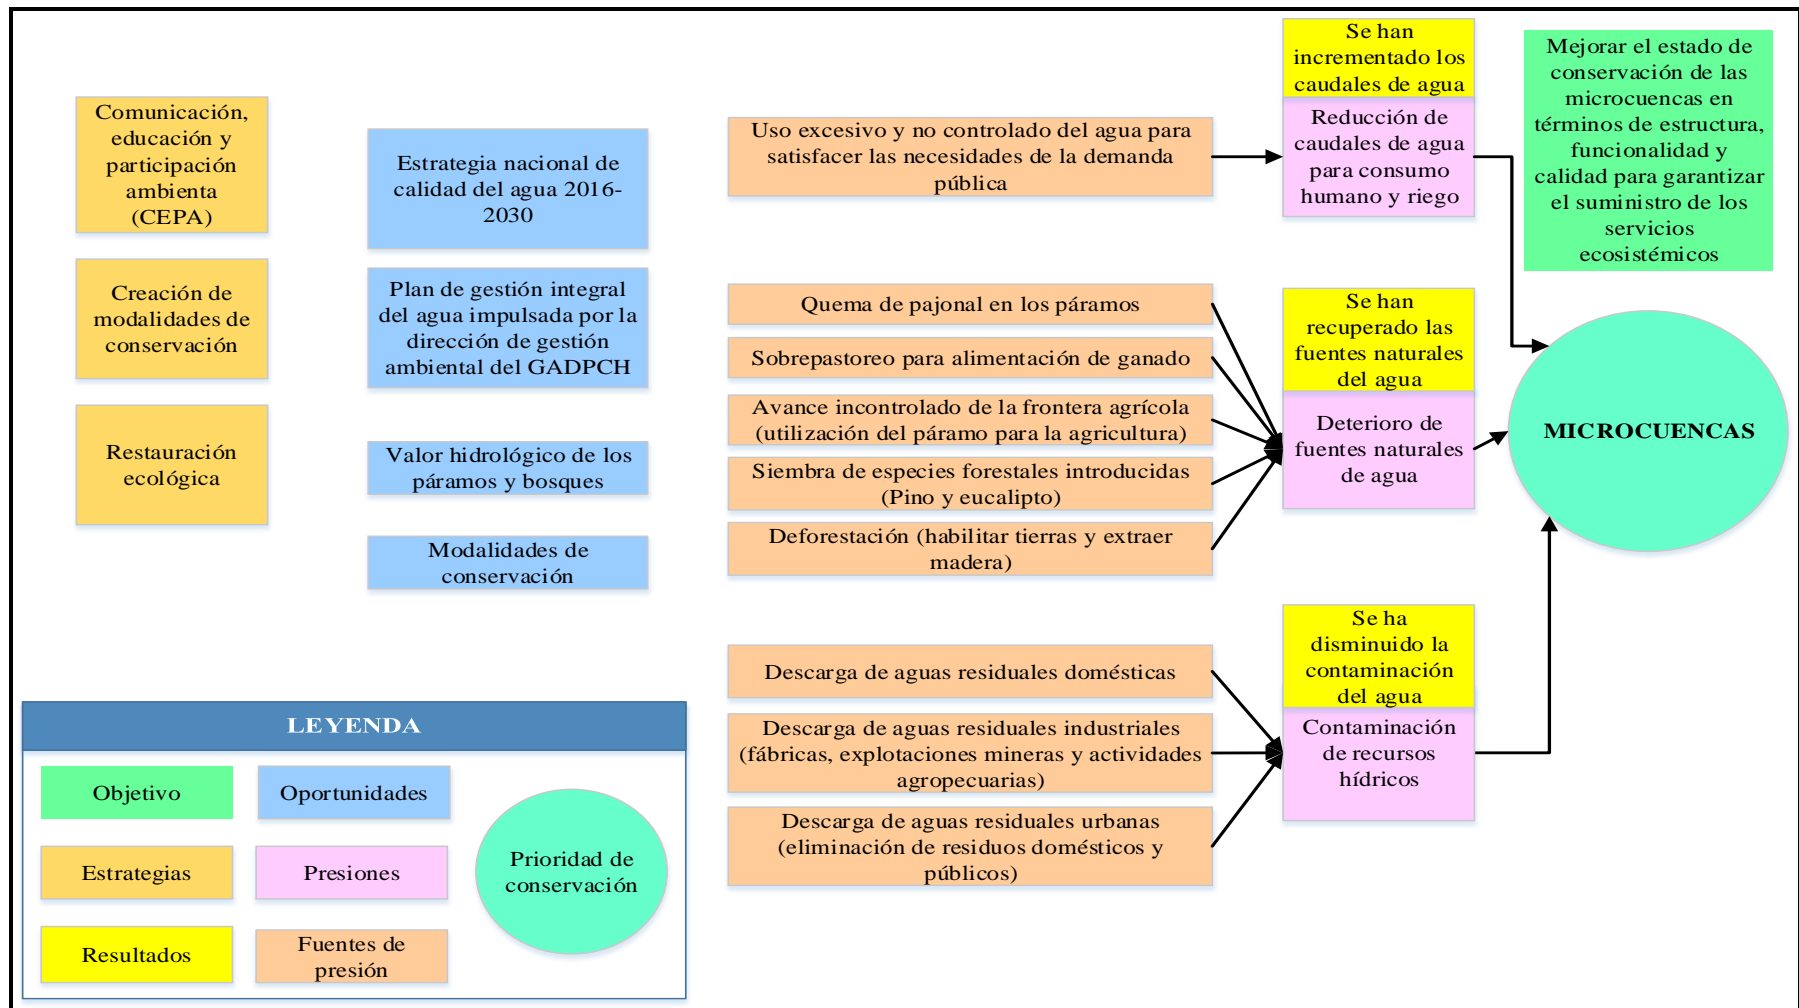 Comunicación,
educación y
participación
ambienta
(CEPA)
Creación de
modalidades de
conservación
Restauración
ecológica
Estrategia nacional de
calidad del agua 2016-
2030
Plan de gestión integral
del agua impulsada por la
dirección de gestión
ambiental del GADPCH
Valor hidrológico de los
páramos y bosques
Modalidades de
conservación
Uso excesivo y no controlado del agua para
satisfacer las necesidades de la demanda
pública
Quema de pajonal en los páramos
Sobrepastoreo para alimentación de ganado
Avance incontrolado de la frontera agrícola
(utilización del páramo para la agricultura)
Siembra de especies forestales introducidas
(Pino y eucalipto)
Deforestación (habilitar tierras y extraer
madera)
Descarga de aguas residuales domésticas
Descarga de aguas residuales industriales
(fábricas, explotaciones mineras y actividades
agropecuarias)
Descarga de aguas residuales urbanas
(eliminación de residuos domésticos y
públicos)
Se han
incrementado los
caudales de agua
Reducción de
caudales de agua
para consumo
humano y riego
Se han
recuperado las
fuentes naturales
del agua
Deterioro de
fuentes naturales
de agua
Se ha
disminuido la
contaminación
del agua
Contaminación
de recursos
hídricos
Mejorar el estado de
conservación de las
microcuencas en
términos de estructura,
funcionalidad y
calidad para garantizar
el suministro de los
servicios
ecosistémicos
MICROCUENCAS
LEYENDA
Objetivo
Oportunidades
Estrategias
Presiones
Resultados
Fuentes de
presión
Prioridad de
conservación